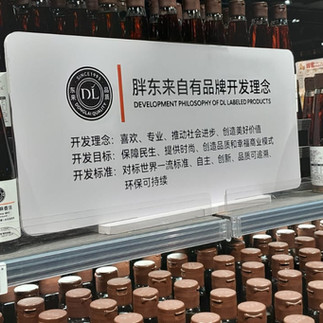 SINCE1995
DL
DONGLAI QUALITY
胖东来自有品牌开发理念
DEVELOPMENT PHILOSOPHY OF DL LABELED PRODUCTS
开发理念：喜欢、专业、推动社会进步、创造美好价值
开发目标：保障民生、提供时尚、创造品质和幸福商业模式
开发标准：对标世界一流标准、自主、创新、品质可追溯、
环保可持续